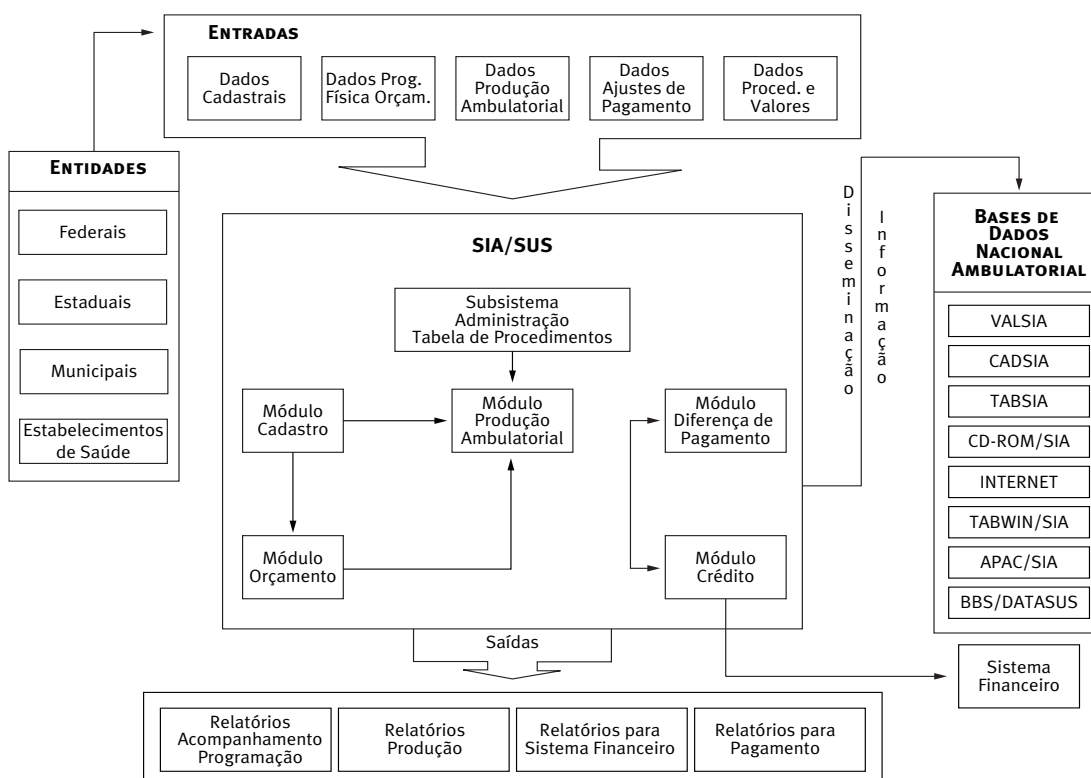 ENTRADAS
Dados
Cadastrais
Dados Prog.
Física Orçam.
Dados
Produção
Ambulatorial
Dados
Ajustes de
Pagamento
Dados
Proced. e
Valores
ENTIDADES
Federais
Estaduais
Municipais
Estabelecimentos
de Saúde
SIA/SUS
Subsistema
Administração
Tabela de Procedimentos
Módulo
Cadastro
Módulo
Produção
Ambulatorial
Módulo
Diferença de
Pagamento
Módulo
Orçamento
Módulo
Crédito
Disseminação
Informação
BASES DE
DADOS
NACIONAL
AMBULATORIAL
VALSIA
CADSIA
TABSIA
CD-ROM/SIA
INTERNET
TABWIN/SIA
APAC/SIA
BBS/DATASUS
Sistema
Financeiro
Saídas
Relatórios
Acompanhamento
Programação
Relatórios
Produção
Relatórios para
Sistema Financeiro
Relatórios para
Pagamento